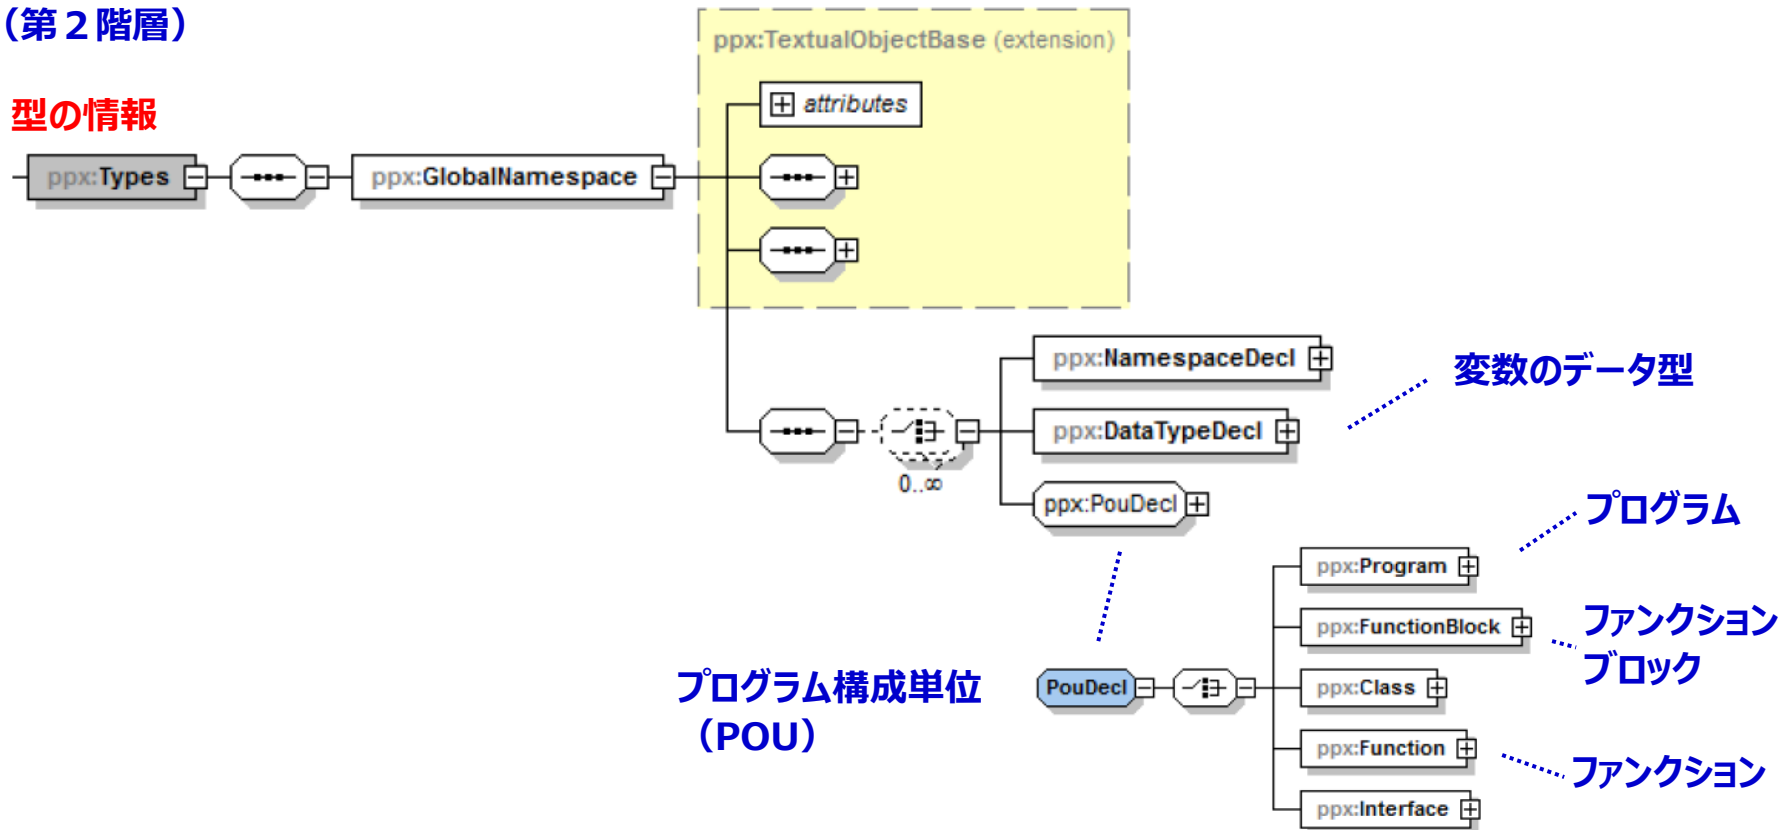 （第２階層）
ppx:TextualObjectBase (extension)
型の情報
attributes
ppx:Types
ppx:GlobalNamespace
ppx:NamespaceDecl
変数のデータ型
ppx:DataTypeDecl
0..∞
ppx:PouDecl
プログラム
ppx:Program
ファンクション
ブロック
ppx:FunctionBlock
プログラム構成単位
（POU）
PouDecl
ppx:Class
ppx:Function
ファンクション
ppx:Interface